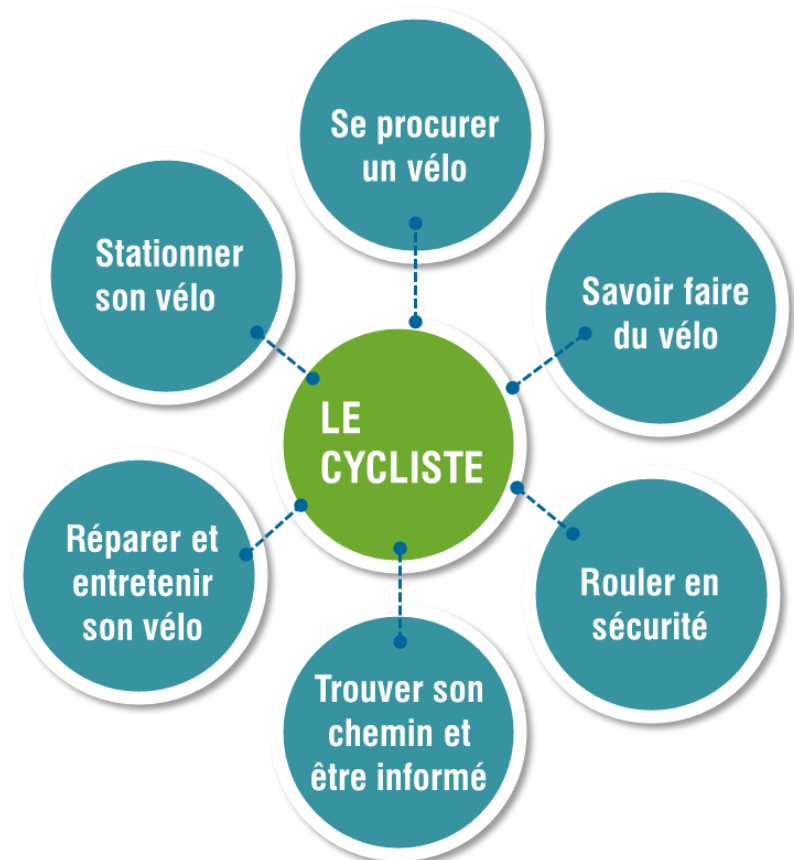 Se procurer
un vélo
Stationner
son vélo
Savoir faire
du vélo
LE
CYCLISTE
Réparer et
entretenir
son vélo
Rouler en
sécurité
Trouver son
chemin et
être informé